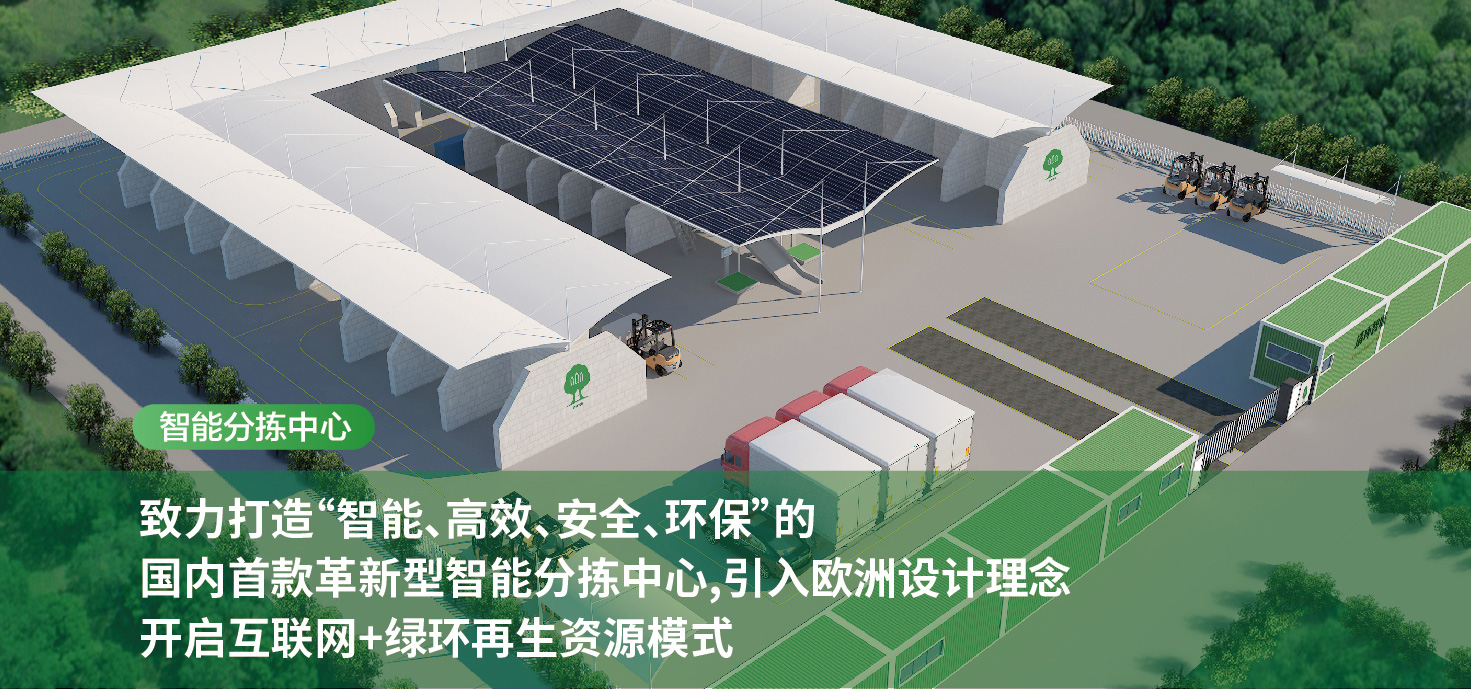 智能分拣中心
致力打造“智能、高效、安全、环保”的
国内首款革新型智能分拣中心,引入欧洲设计理念
开启互联网+绿环再生资源模式